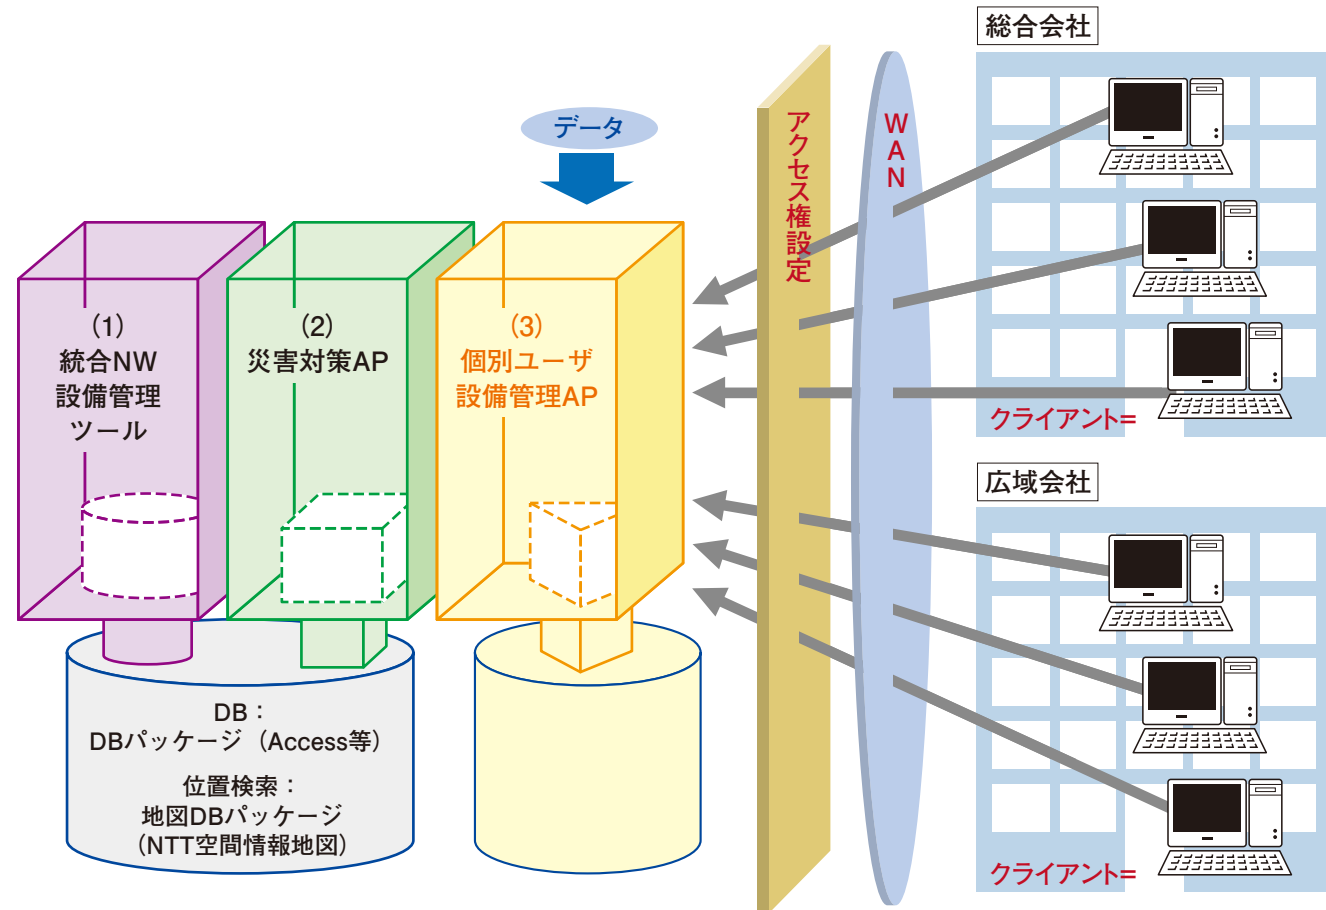 総合会社
データ
アクセス権設定
WAN
(1)
統合NW
設備管理
ツール
(2)
災害対策AP
(3)
個別ユーザ
設備管理AP
クライアント=
広域会社
DB：
DBパッケージ（Access等）
位置検索：
地図DBパッケージ
（NTT空間情報地図）
クライアント=